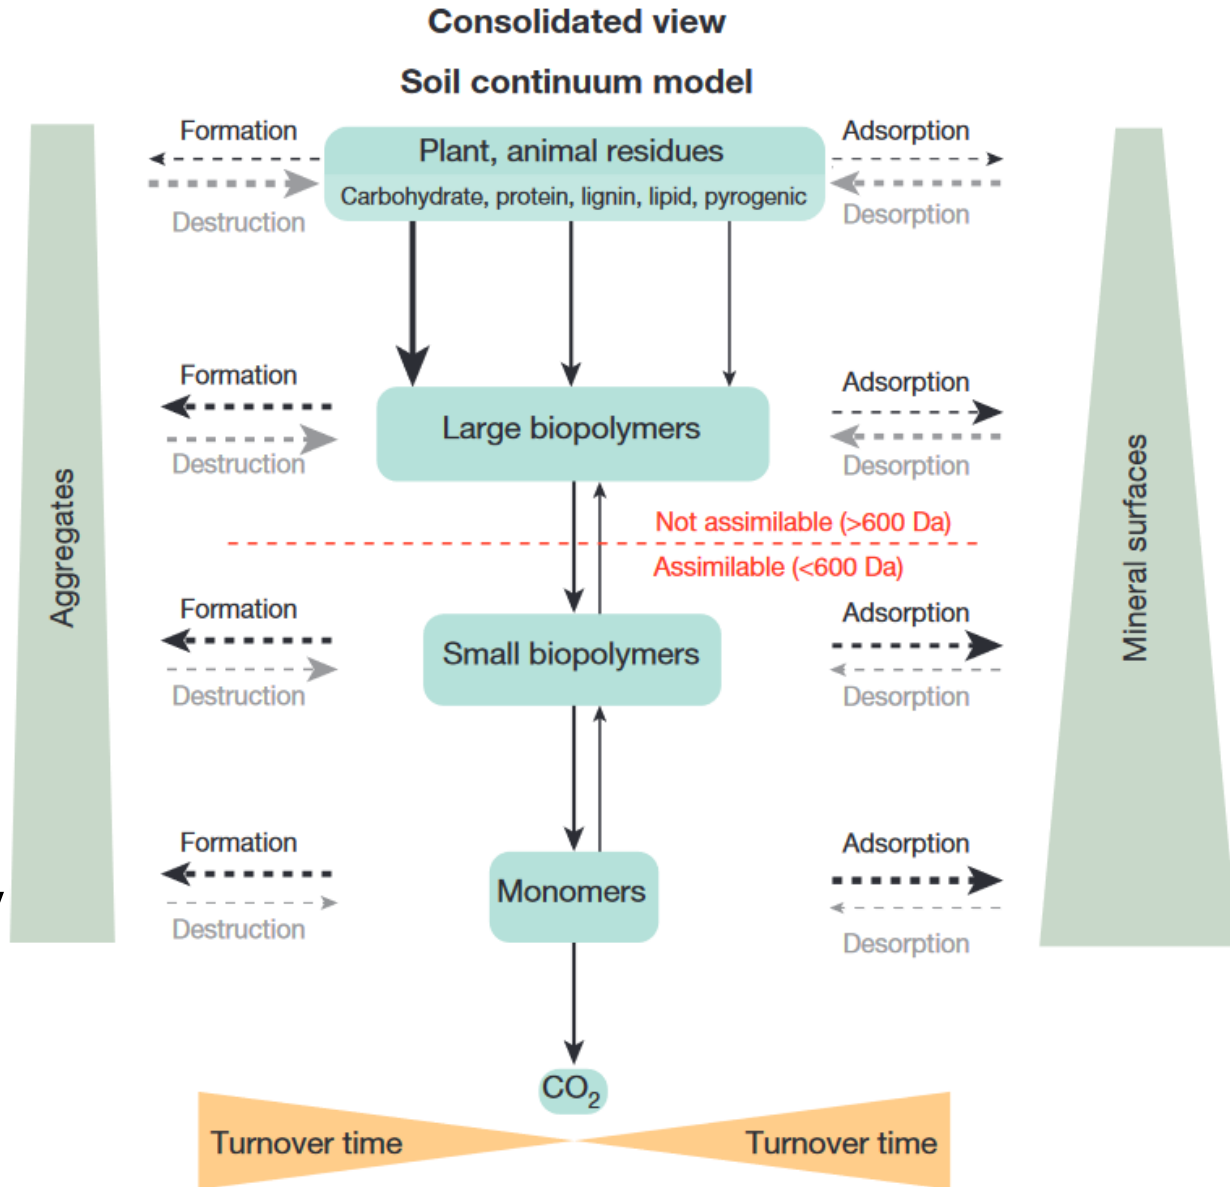 Consolidated view
Soil continuum model
Formation
Plant, animal residues
Adsorption
Carbohydrate, protein, lignin, lipid, pyrogenic
Destruction
Desorption
Formation
Large biopolymers
Adsorption
Destruction
Desorption
Aggregates
Mineral surfaces
Not assimilable (>600 Da)
Assimilable (<600 Da)
Formation
Small biopolymers
Adsorption
Destruction
Desorption
Formation
Monomers
Adsorption
Destruction
Desorption
CO₂
Turnover time
Turnover time